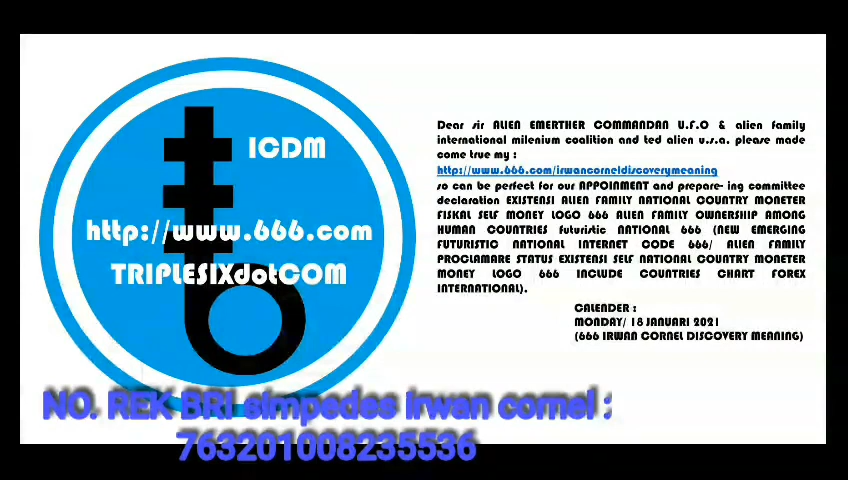 ICDM
http://www.666.com
TRIPLESIXdotCOM
Dear sir ALIEN EMERTHER COMMANDAN U.F.O & alien family
international milenium coalition and ted alien u.s.a. please made
come true my :
http://www.666.com/irwancorneldiscoverymeaning
so can be perfect for our APPOINMENT and prepare- ing committee
declaration EXISTENSI ALIEN FAMILY NATIONAL COUNTRY MONETER
FISKAL SELF MONEY LOGO 666 ALIEN FAMILY OWNERSHIP AMONG
HUMAN COUNTRIES futuristic NATIONAL 666 (NEW EMERGING
FUTURISTIC NATIONAL INTERNET CODE 666/ ALIEN FAMILY
PROCLAMARE STATUS EXISTENSI SELF NATIONAL COUNTRY MONETER
MONEY LOGO 666 INCLUDE COUNTRIES CHART FOREX
INTERNATIONAL).
CALENDER :
MONDAY/ 18 JANUARI 2021
(666 IRWAN CORNEL DISCOVERY MEANING)
NO. REK BRI simpedes irwan cornel :
763201008235536